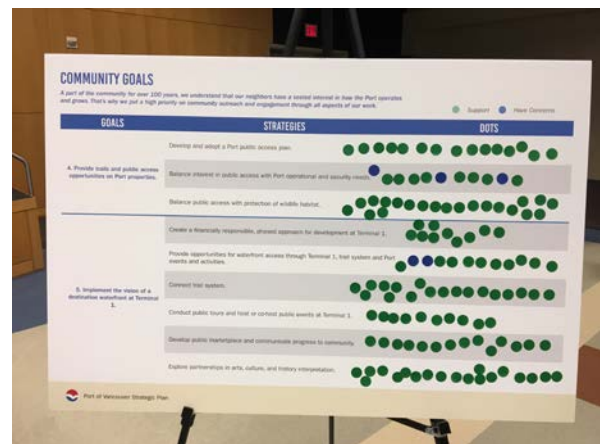 COMMUNITY GOALS
A part of the community for over 100 years, we understand that our neighbors have a vested interest in how the Port operates
and grows. That's why we put a high priority on community outreach and engagement through all aspects of our work.
Support
Have Concerns
GOALS
STRATEGIES
DOTS
4. Provide trails and public access
opportunities on Port properties.
Develop and adopt a Port public access plan.
Balance interest in public access with Port operational and security needs.
Balance public access with protection of wildlife habitat.
5. Implement the vision of a
destination waterfront at Terminal
1.
Create a financially responsible, phased approach for development at Terminal 1.
Provide opportunities for waterfront access through Terminal 1, trail system and Port
events and activities.
Connect trail system.
Conduct public tours and host or co-host public events at Terminal 1.
Develop public marketplace and communicate progress to community.
Explore partnerships in arts, culture, and history interpretation.
Port of Vancouver Strategic Plan